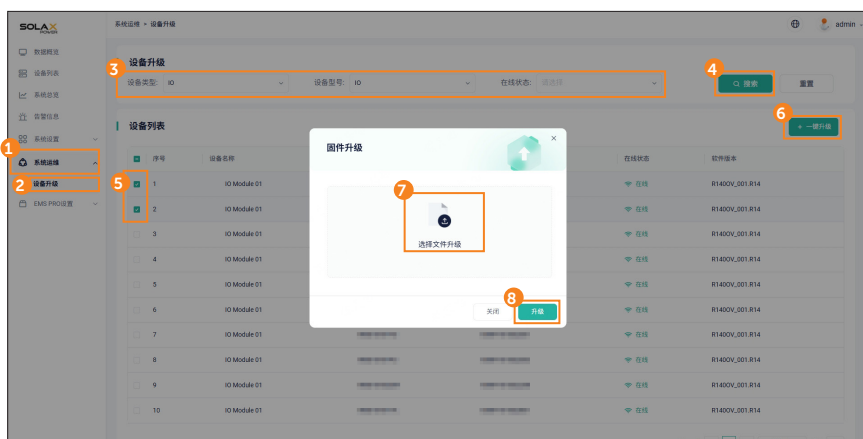 SOLAX POWER
系统运维 • 设备升级
admin
数据概览
设备列表
系统总览
告警信息
系统设置
1
系统运维
2
设备升级
EMS PRO设置
设备升级
3
设备类型: IO
设备型号: IO
在线状态: 请选择
4
搜索
重置
设备列表
6
+ 一键升级
序号 设备名称 在线状态 软件版本
5
1 IO Module 01 在线 R1400V_001.R14
2 IO Module 01 在线 R1400V_001.R14
3 IO Module 01 在线 R1400V_001.R14
4 IO Module 01 在线 R1400V_001.R14
5 IO Module 01 在线 R1400V_001.R14
6 IO Module 01 在线 R1400V_001.R14
7 IO Module 01 在线 R1400V_001.R14
8 IO Module 01 在线 R1400V_001.R14
9 IO Module 01 在线 R1400V_001.R14
10 IO Module 01 在线 R1400V_001.R14
固件升级
×
7
选择文件升级
关闭
8
升级